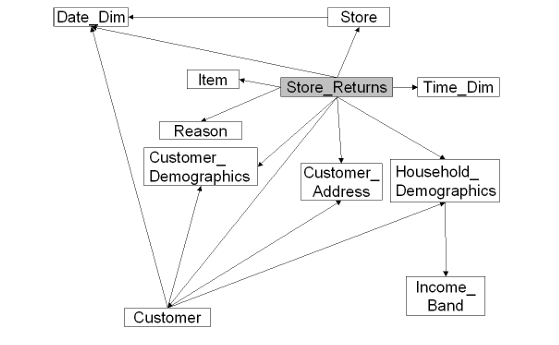 Date_Dim
Store
Item
Store_Returns
Time_Dim
Reason
Customer_
Demographics
Customer_
Address
Household_
Demographics
Income_
Band
Customer